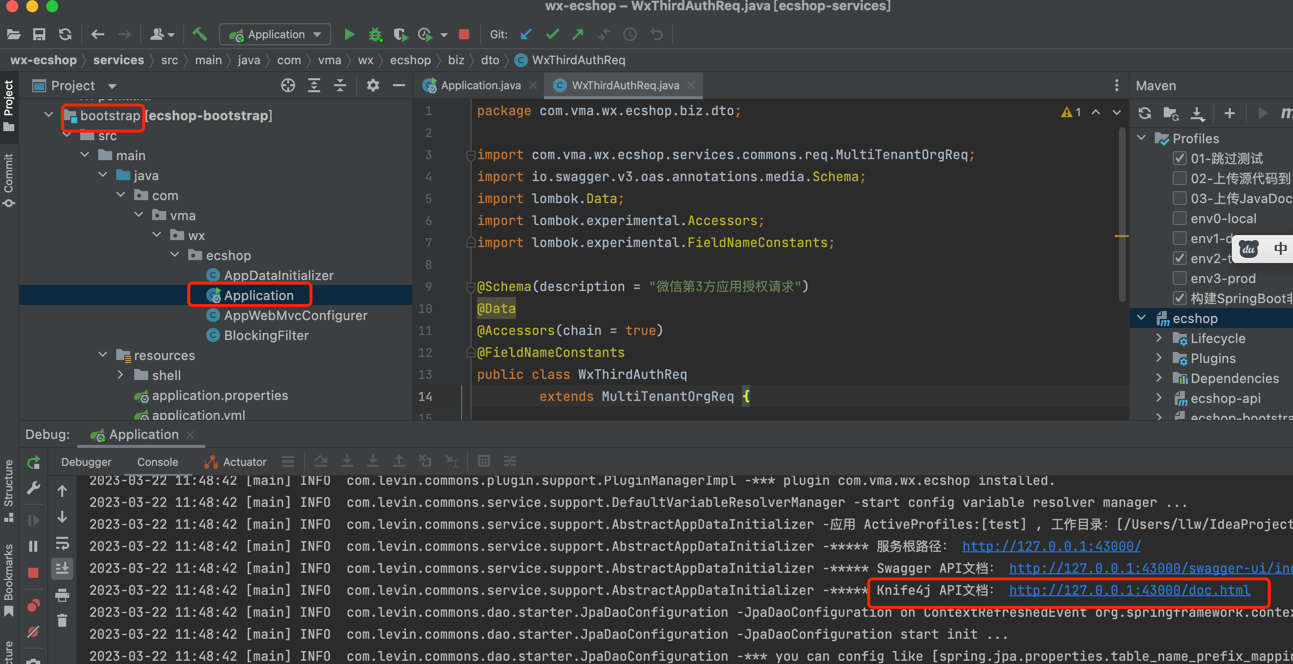 wx-ecshop – WxThirdAuthReq.java [ecshop-services]
Application
Git:
wx-ecshop
services
src
main
java
com
vma
wx
ecshop
biz
dto
WxThirdAuthReq
Project
Commit
Structure
Bookmarks
Project
bootstrap [ecshop-bootstrap]
src
main
java
com
vma
wx
ecshop
AppDataInitializer
Application
AppWebMvcConfigurer
BlockingFilter
resources
shell
application.properties
application.yml
Application.java
WxThirdAuthReq.java
1 package com.vma.wx.ecshop.biz.dto;
1
2
3 import com.vma.wx.ecshop.services.commons.req.MultiTenantOrgReq;
4 import io.swagger.v3.oas.annotations.media.Schema;
5 import lombok.Data;
6 import lombok.experimental.Accessors;
7 import lombok.experimental.FieldNameConstants;
8
9 @Schema(description = "微信第3方应用授权请求")
10 @Data
11 @Accessors(chain = true)
12 @FieldNameConstants
13 public class WxThirdAuthReq
14 extends MultiTenantOrgReq {
15
Maven
Profiles
01-跳过测试
02-上传源代码到
03-上传JavaDoc
env0-local
env1-d
env2-t
env3-prod
构建SpringBoot非
du 中
ecshop
Lifecycle
Plugins
Dependencies
ecshop-api
ecshop-bootstra
Debug:
Application
Debugger
Console
Actuator
2023-03-22 11:48:42 [main] INFO com.levin.commons.plugin.support.PluginManagerImpl -*** plugin com.vma.wx.ecshop installed.
2023-03-22 11:48:42 [main] INFO com.levin.commons.service.support.DefaultVariableResolverManager -start config variable resolver manager ...
2023-03-22 11:48:42 [main] INFO com.levin.commons.service.support.AbstractAppDataInitializer -应用 ActiveProfiles:[test] , 工作目录：[/Users/llw/IdeaProject
2023-03-22 11:48:42 [main] INFO com.levin.commons.service.support.AbstractAppDataInitializer -***** 服务根路径： http://127.0.0.1:43000/
2023-03-22 11:48:42 [main] INFO com.levin.commons.service.support.AbstractAppDataInitializer -***** Swagger API文档： http://127.0.0.1:43000/swagger-ui/ind
2023-03-22 11:48:42 [main] INFO com.levin.commons.service.support.AbstractAppDataInitializer -***** Knife4j API文档： http://127.0.0.1:43000/doc.html
2023-03-22 11:48:42 [main] INFO com.levin.commons.dao.starter.JpaDaoConfiguration -JpaDaoConfiguration on ContextRefreshedEvent org.springframework.contex
2023-03-22 11:48:42 [main] INFO com.levin.commons.dao.starter.JpaDaoConfiguration -JpaDaoConfiguration start init ...
2023-03-22 11:48:42 [main] INFO com.levin.commons.dao.starter.JpaDaoConfiguration -*** you can config like [spring.jpa.properties.table_name_prefix_mappin